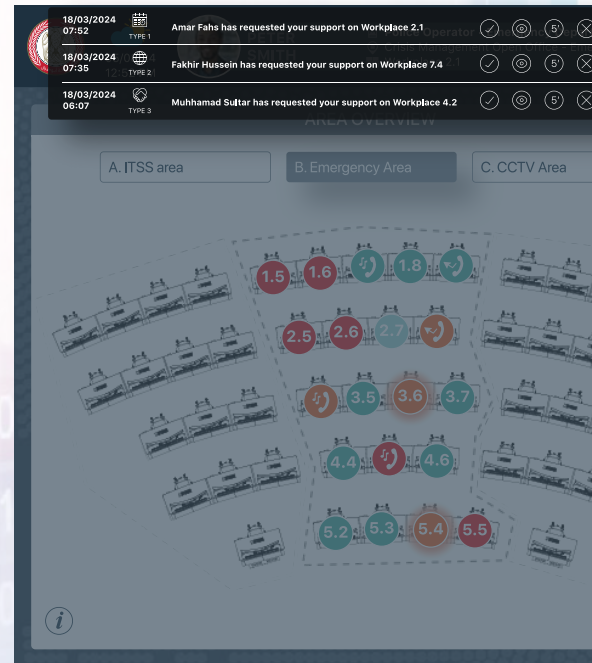 18/03/2024
07:52
TYPE 1
Amar Fahs has requested your support on Workplace 2.1
5'
18/03/2024
07:35
TYPE 2
Fakhir Hussein has requested your support on Workplace 7.4
5'
18/03/2024
06:07
TYPE 3
Muhhamad Sultar has requested your support on Workplace 4.2
5'
PETER
SMITH
AREA OVERVIEW
A. ITSS area
B. Emergency Area
C. CCTV Area
1.5
1.6
1.8
2.5
2.6
2.7
3.5
3.6
3.7
4.4
4.6
5.2
5.3
5.4
5.5
i